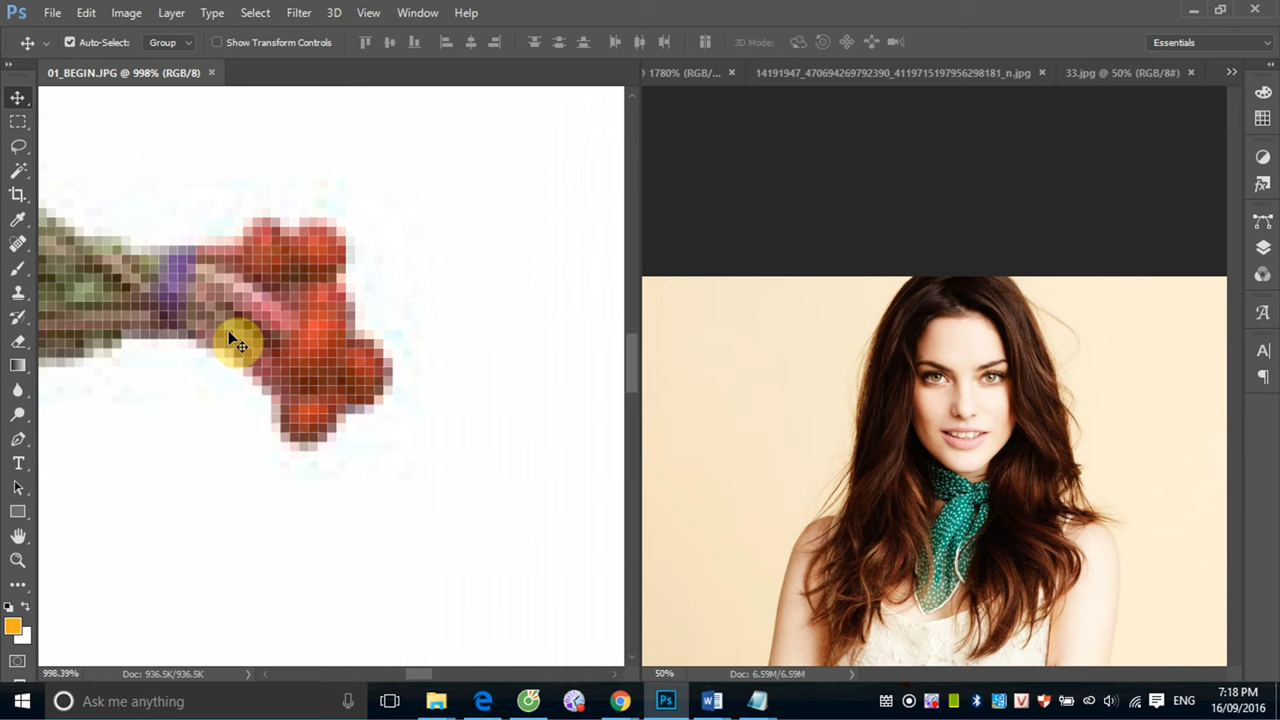 Ps File Edit Image Layer Type Select Filter 3D View Window Help
Auto-Select: Group Show Transform Controls 3D Mode: Essentials
01_BEGIN.JPG @ 998% (RGB/8) × 1780% (RGB/... × 14191947_470694269792390_4119715197956298181_n.jpg × 33.jpg @ 50% (RGB/8#) ×
998.39% Doc: 936.5K/936.5K 50% Doc: 6.59M/6.59M
Ask me anything ENG 7:18 PM
16/09/2016